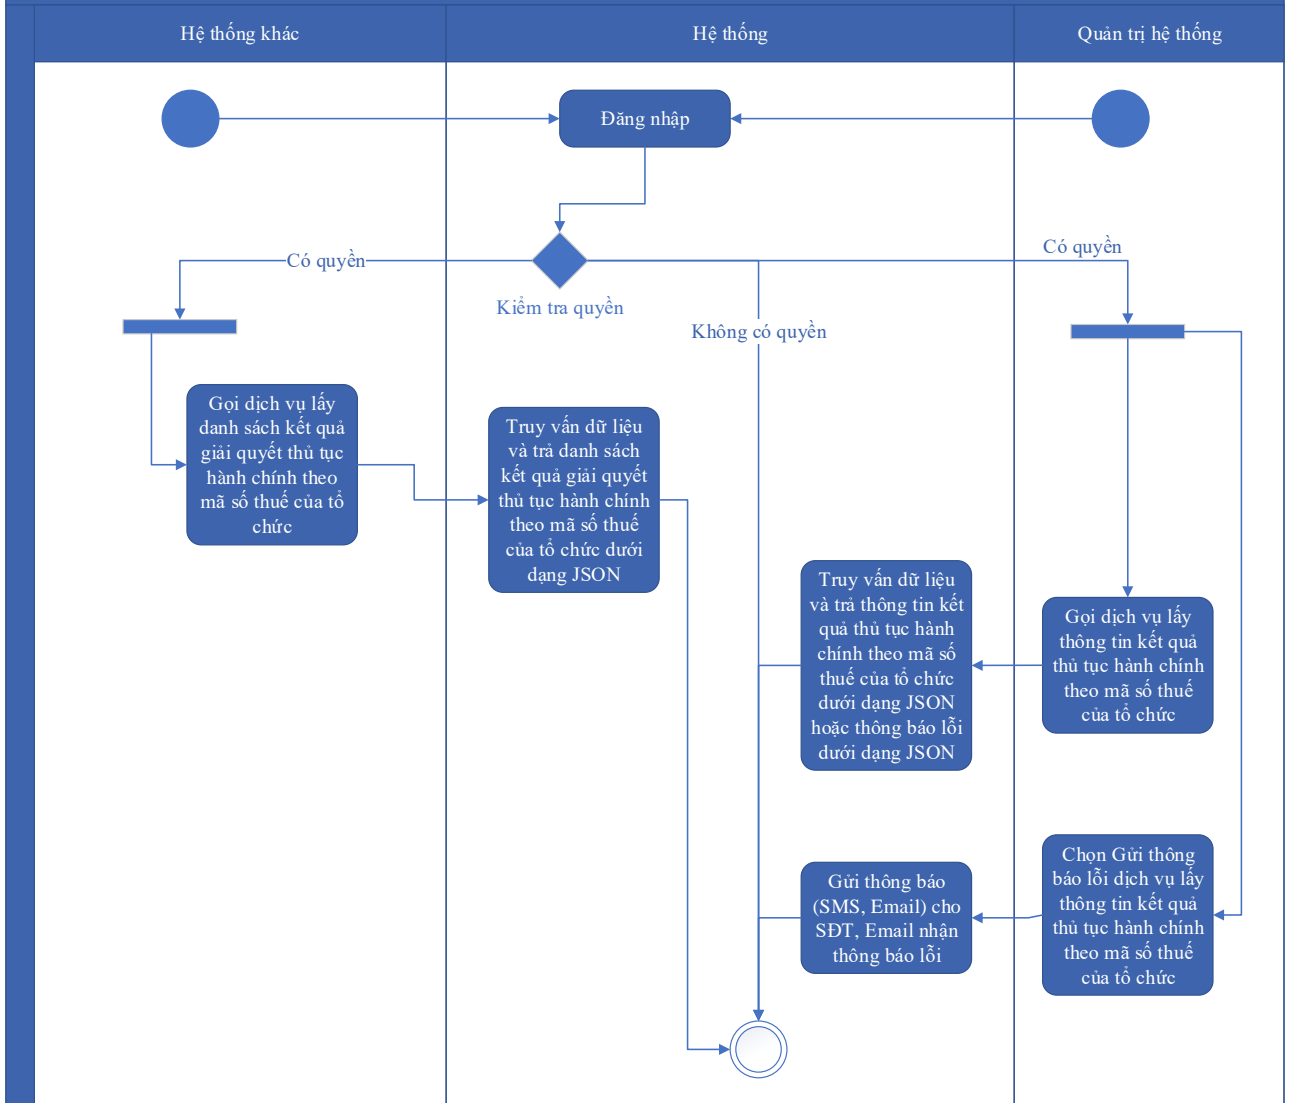 Hệ thống khác
Hệ thống
Quản trị hệ thống
Đăng nhập
Có quyền
Có quyền
Kiểm tra quyền
Không có quyền
Gọi dịch vụ lấy
danh sách kết quả
giải quyết thủ tục
hành chính theo
mã số thuế của tổ
chức
Truy vấn dữ liệu
và trả danh sách
kết quả giải quyết
thủ tục hành chính
theo mã số thuế
của tổ chức dưới
dạng JSON
Truy vấn dữ liệu
và trả thông tin kết
quả thủ tục hành
chính theo mã số
thuế của tổ chức
dưới dạng JSON
hoặc thông báo lỗi
dưới dạng JSON
Gọi dịch vụ lấy
thông tin kết quả
thủ tục hành chính
theo mã số thuế
của tổ chức
Gửi thông báo
(SMS, Email) cho
SĐT, Email nhận
thông báo lỗi
Chọn Gửi thông
báo lỗi dịch vụ lấy
thông tin kết quả
thủ tục hành chính
theo mã số thuế
của tổ chức